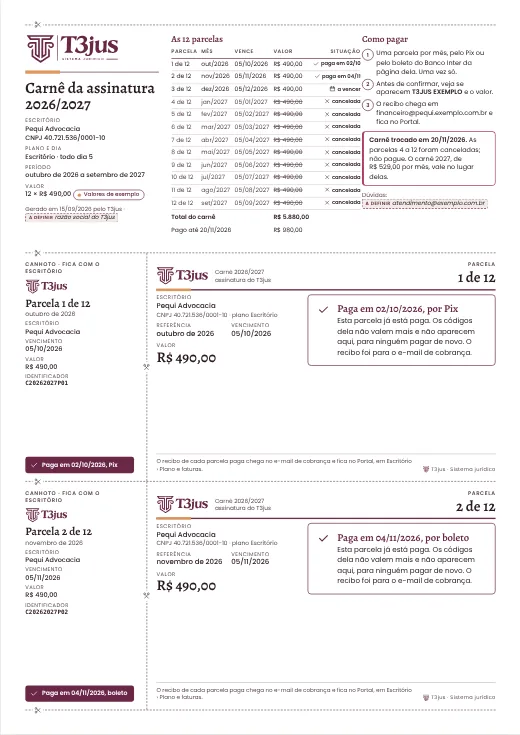 T3jus
SISTEMA JURÍDICO
Carnê da assinatura
2026/2027
ESCRITÓRIO
Pequi Advocacia
CNPJ 40.721.536/0001-10
PLANO E DIA
Escritório · todo dia 5
PERÍODO
outubro de 2026 a setembro de 2027
VALOR
12 × R$ 490,00 Valores de exemplo
Gerado em 15/09/2026 pelo T3jus ·
A DEFINIR razão social do T3jus
As 12 parcelas
PARCELA MÊS VENCE VALOR SITUAÇÃO
1 de 12 out/2026 05/10/2026 R$ 490,00 paga em 02/10
2 de 12 nov/2026 05/11/2026 R$ 490,00 paga em 04/11
3 de 12 dez/2026 05/12/2026 R$ 490,00 a vencer
4 de 12 jan/2027 05/01/2027 R$ 490,00 cancelada
5 de 12 fev/2027 05/02/2027 R$ 490,00 cancelada
6 de 12 mar/2027 05/03/2027 R$ 490,00 cancelada
7 de 12 abr/2027 05/04/2027 R$ 490,00 cancelada
8 de 12 mai/2027 05/05/2027 R$ 490,00 cancelada
9 de 12 jun/2027 05/06/2027 R$ 490,00 cancelada
10 de 12 jul/2027 05/07/2027 R$ 490,00 cancelada
11 de 12 ago/2027 05/08/2027 R$ 490,00 cancelada
12 de 12 set/2027 05/09/2027 R$ 490,00 cancelada
Total do carnê R$ 5.880,00
Pago até 20/11/2026 R$ 980,00
Como pagar
1 Uma parcela por mês, pelo Pix ou
pelo boleto do Banco Inter da
página dela. Uma vez só.
2 Antes de confirmar, veja se
aparecem T3JUS EXEMPLO e o valor.
3 O recibo chega em
financeiro@pequi.exemplo.com.br e
fica no Portal.
Carnê trocado em 20/11/2026. As
parcelas 4 a 12 foram canceladas;
não pague. O carnê 2027, de
R$ 529,00 por mês, vale no lugar
delas.
Dúvidas:
A DEFINIR atendimento@exemplo.com.br
CANHOTO · FICA COM O
ESCRITÓRIO
T3jus
Parcela 1 de 12
outubro de 2026
ESCRITÓRIO
Pequi Advocacia
VENCIMENTO
05/10/2026
VALOR
R$ 490,00
IDENTIFICADOR
C20262027P01
Paga em 02/10/2026, Pix
T3jus
Carnê 2026/2027
assinatura do T3jus
PARCELA
1 de 12
ESCRITÓRIO
Pequi Advocacia
CNPJ 40.721.536/0001-10 · plano Escritório
REFERÊNCIA VENCIMENTO
outubro de 2026 05/10/2026
VALOR
R$ 490,00
Paga em 02/10/2026, por Pix
Esta parcela já está paga. Os códigos
dela não valem mais e não aparecem
aqui, para ninguém pagar de novo. O
recibo foi para o e-mail de cobrança.
O recibo de cada parcela paga chega no e-mail de cobrança e fica no Portal, em Escritório
› Plano e faturas.
T3jus · Sistema jurídico
CANHOTO · FICA COM O
ESCRITÓRIO
T3jus
Parcela 2 de 12
novembro de 2026
ESCRITÓRIO
Pequi Advocacia
VENCIMENTO
05/11/2026
VALOR
R$ 490,00
IDENTIFICADOR
C20262027P02
Paga em 04/11/2026, boleto
T3jus
Carnê 2026/2027
assinatura do T3jus
PARCELA
2 de 12
ESCRITÓRIO
Pequi Advocacia
CNPJ 40.721.536/0001-10 · plano Escritório
REFERÊNCIA VENCIMENTO
novembro de 2026 05/11/2026
VALOR
R$ 490,00
Paga em 04/11/2026, por boleto
Esta parcela já está paga. Os códigos
dela não valem mais e não aparecem
aqui, para ninguém pagar de novo. O
recibo foi para o e-mail de cobrança.
O recibo de cada parcela paga chega no e-mail de cobrança e fica no Portal, em Escritório
› Plano e faturas.
T3jus · Sistema jurídico